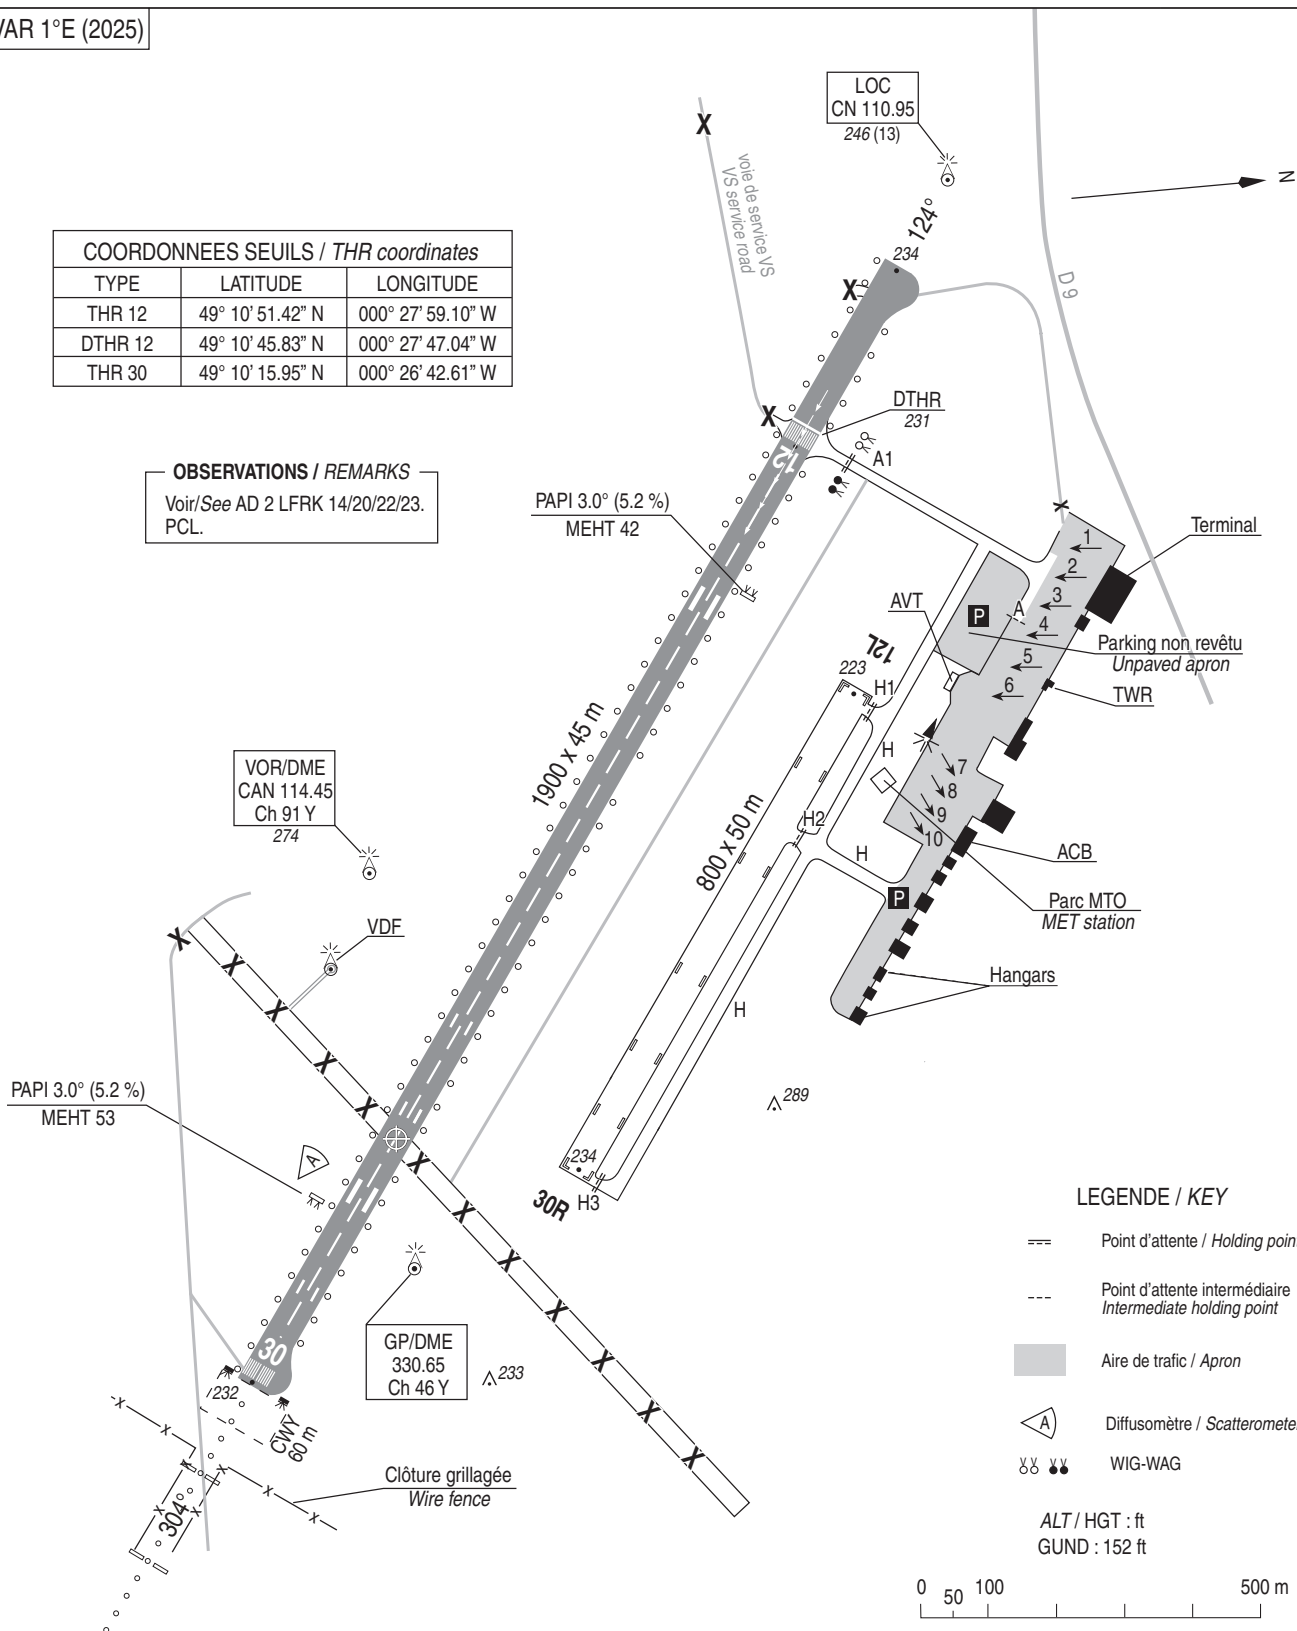 VAR 1°E (2025)
LOC
CN 110.95
246 (13)
N
voie de service VS
VS service road
124°
234
D 9
COORDONNEES SEUILS / THR coordinates
TYPE LATITUDE LONGITUDE
THR 12 49° 10' 51.42" N 000° 27' 59.10" W
DTHR 12 49° 10' 45.83" N 000° 27' 47.04" W
THR 30 49° 10' 15.95" N 000° 26' 42.61" W
OBSERVATIONS / REMARKS
Voir/See AD 2 LFRK 14/20/22/23.
PCL.
DTHR
231
12
A1
PAPI 3.0° (5.2 %)
MEHT 42
Terminal
1
2
3
4
5
6
A
P
AVT
Parking non revêtu
Unpaved apron
TWR
12L
223
H1
H
7
8
9
10
H2
H
P
ACB
Parc MTO
MET station
Hangars
1900 x 45 m
800 x 50 m
VOR/DME
CAN 114.45
Ch 91 Y
274
VDF
H
PAPI 3.0° (5.2 %)
MEHT 53
A
289
234
30R
H3
GP/DME
330.65
Ch 46 Y
233
30
232
CWY
60 m
Clôture grillagée
Wire fence
304°
LEGENDE / KEY
Point d'attente / Holding point
Point d'attente intermédiaire
Intermediate holding point
Aire de trafic / Apron
A
Diffusomètre / Scatteromete
WIG-WAG
ALT / HGT : ft
GUND : 152 ft
0 50 100 500 m